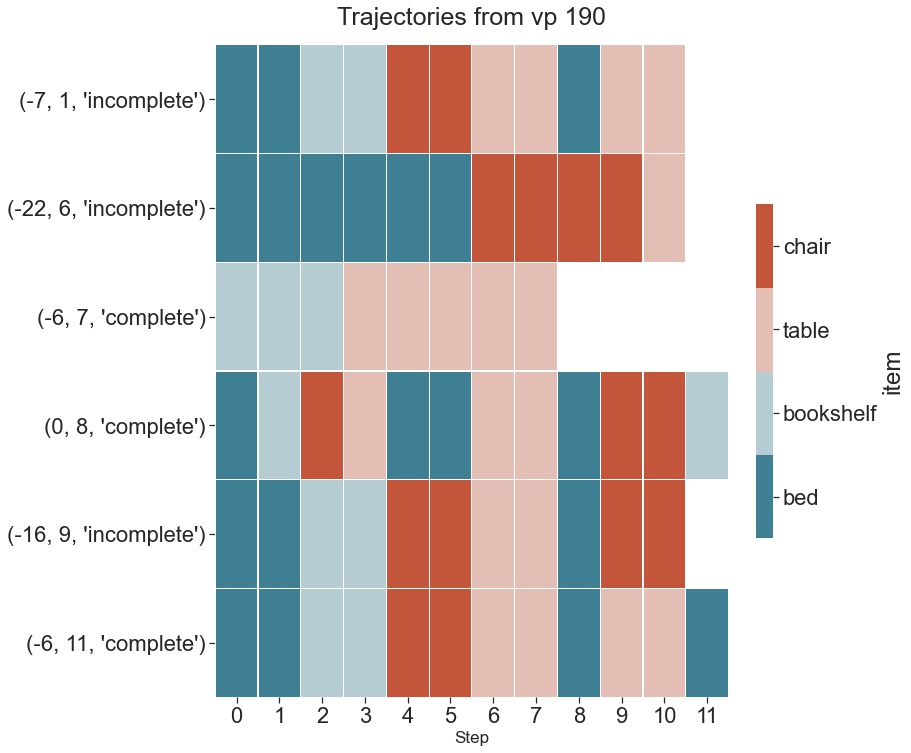 Trajectories from vp 190
(-7, 1, 'incomplete')
(-22, 6, 'incomplete')
(-6, 7, 'complete')
(0, 8, 'complete')
(-16, 9, 'incomplete')
(-6, 11, 'complete')
0 1 2 3 4 5 6 7 8 9 10 11
Step
chair
table
bookshelf
bed
item